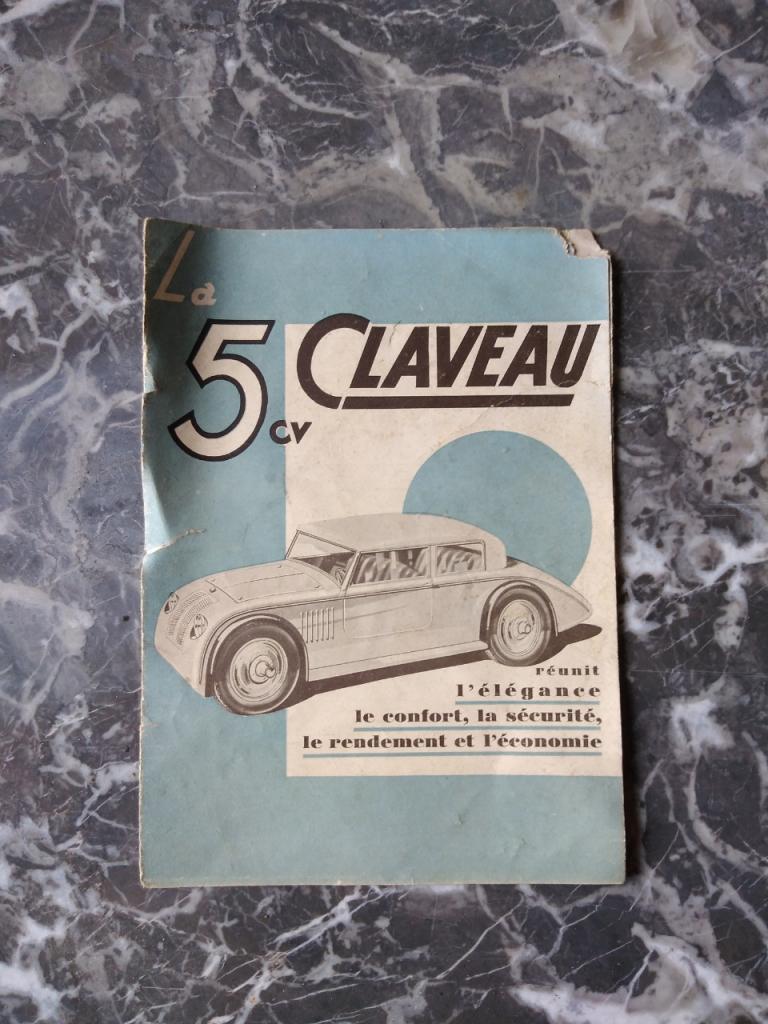 La
5 CV
CLAVEAU
réunit
l'élégance
le confort, la sécurité,
le rendement et l'économie